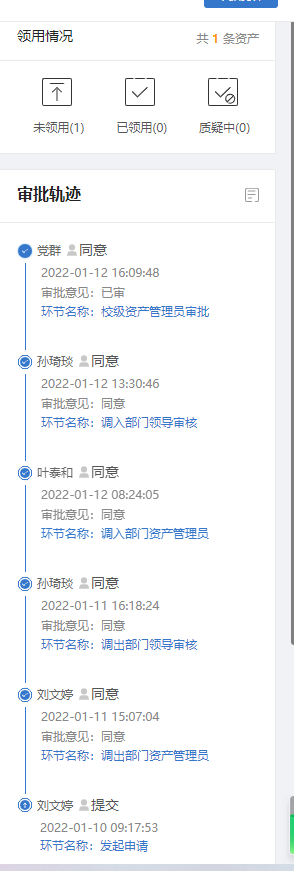 领用情况
共 1 条资产
未领用(1)
已领用(0)
质疑中(0)
审批轨迹
党群 同意
2022-01-12 16:09:48
审批意见：已审
环节名称：校级资产管理员审批
孙琦琰 同意
2022-01-12 13:30:46
审批意见：同意
环节名称：调入部门领导审核
叶泰和 同意
2022-01-12 08:24:05
审批意见：同意
环节名称：调入部门资产管理员
孙琦琰 同意
2022-01-11 16:18:24
审批意见：同意
环节名称：调出部门领导审核
刘文婷 同意
2022-01-11 15:07:04
审批意见：同意
环节名称：调出部门资产管理员
刘文婷 提交
2022-01-10 09:17:53
环节名称：发起申请